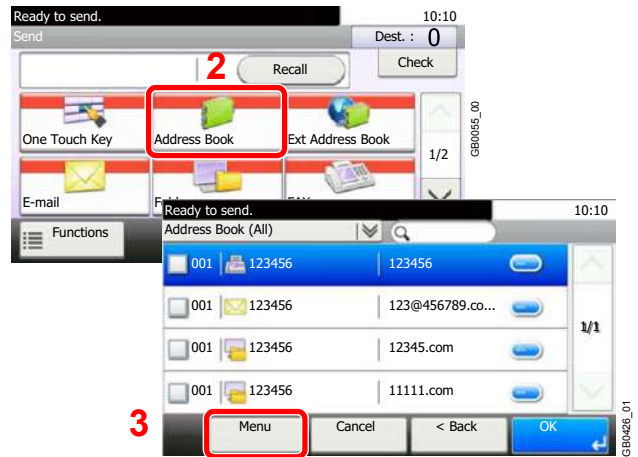 Ready to send. 10:10
Send Dest. : 0
2 Recall Check
One Touch Key Address Book Ext Address Book 1/2
GB0055_00
E-mail
Functions
Ready to send. 10:10
Address Book (All)
001 123456 123456
001 123456 123@456789.co...
1/1
001 123456 12345.com
001 123456 11111.com
3 Menu Cancel < Back OK
GB0426_01